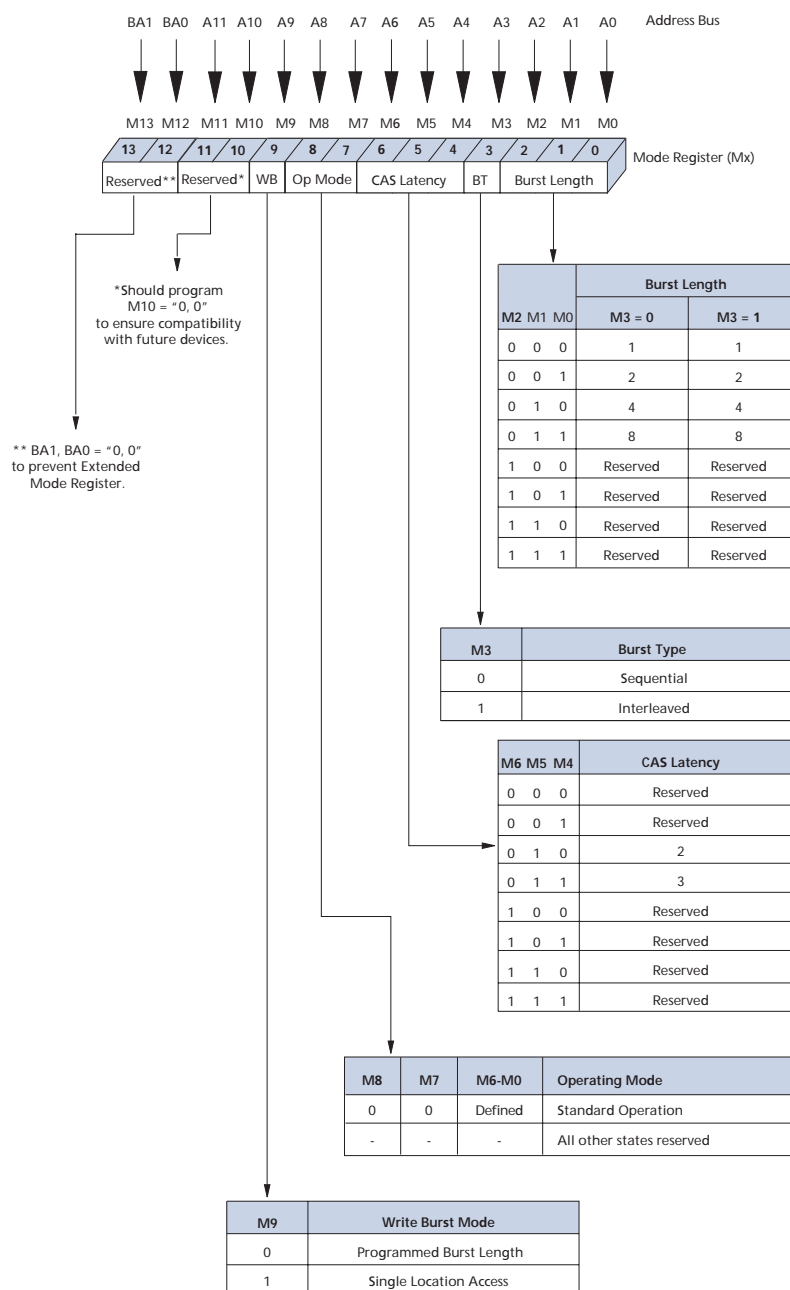 BA1 BA0 A11 A10 A9 A8 A7 A6 A5 A4 A3 A2 A1 A0 Address Bus
M13 M12 M11 M10 M9 M8 M7 M6 M5 M4 M3 M2 M1 M0
13 12 11 10 9 8 7 6 5 4 3 2 1 0
Mode Register (Mx)
Reserved** Reserved* WB Op Mode CAS Latency BT Burst Length
*Should program
M10 = “0, 0”
to ensure compatibility
with future devices.
** BA1, BA0 = “0, 0”
to prevent Extended
Mode Register.
Burst Length
M2 M1 M0 M3 = 0 M3 = 1
0 0 0 1 1
0 0 1 2 2
0 1 0 4 4
0 1 1 8 8
1 0 0 Reserved Reserved
1 0 1 Reserved Reserved
1 1 0 Reserved Reserved
1 1 1 Reserved Reserved
M3 Burst Type
0 Sequential
1 Interleaved
M6 M5 M4 CAS Latency
0 0 0 Reserved
0 0 1 Reserved
0 1 0 2
0 1 1 3
1 0 0 Reserved
1 0 1 Reserved
1 1 0 Reserved
1 1 1 Reserved
M8 M7 M6-M0 Operating Mode
0 0 Defined Standard Operation
- - - All other states reserved
M9 Write Burst Mode
0 Programmed Burst Length
1 Single Location Access